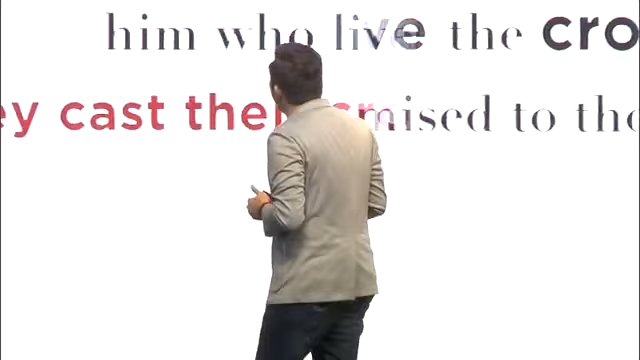 him who live the cro
ey cast the mised to the